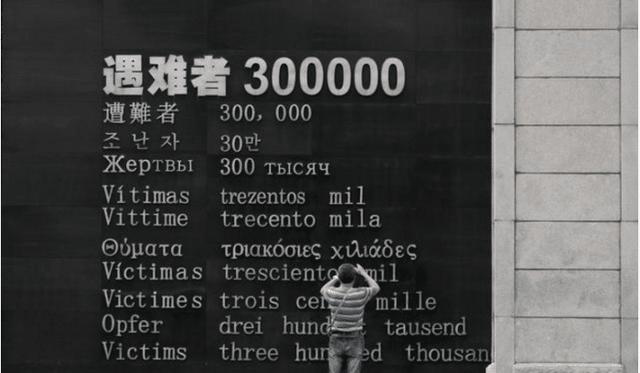 遇难者 300000
遭難者 300，000
조난자 30만
Жертвы 300 тысяч
Vítimas trezentos mil
Vittime trecento mila
Θύματα τριακόσιες χιλιάδες
Víctimas mil
Victimes trois mille
Opfer drei tausend
Victims three